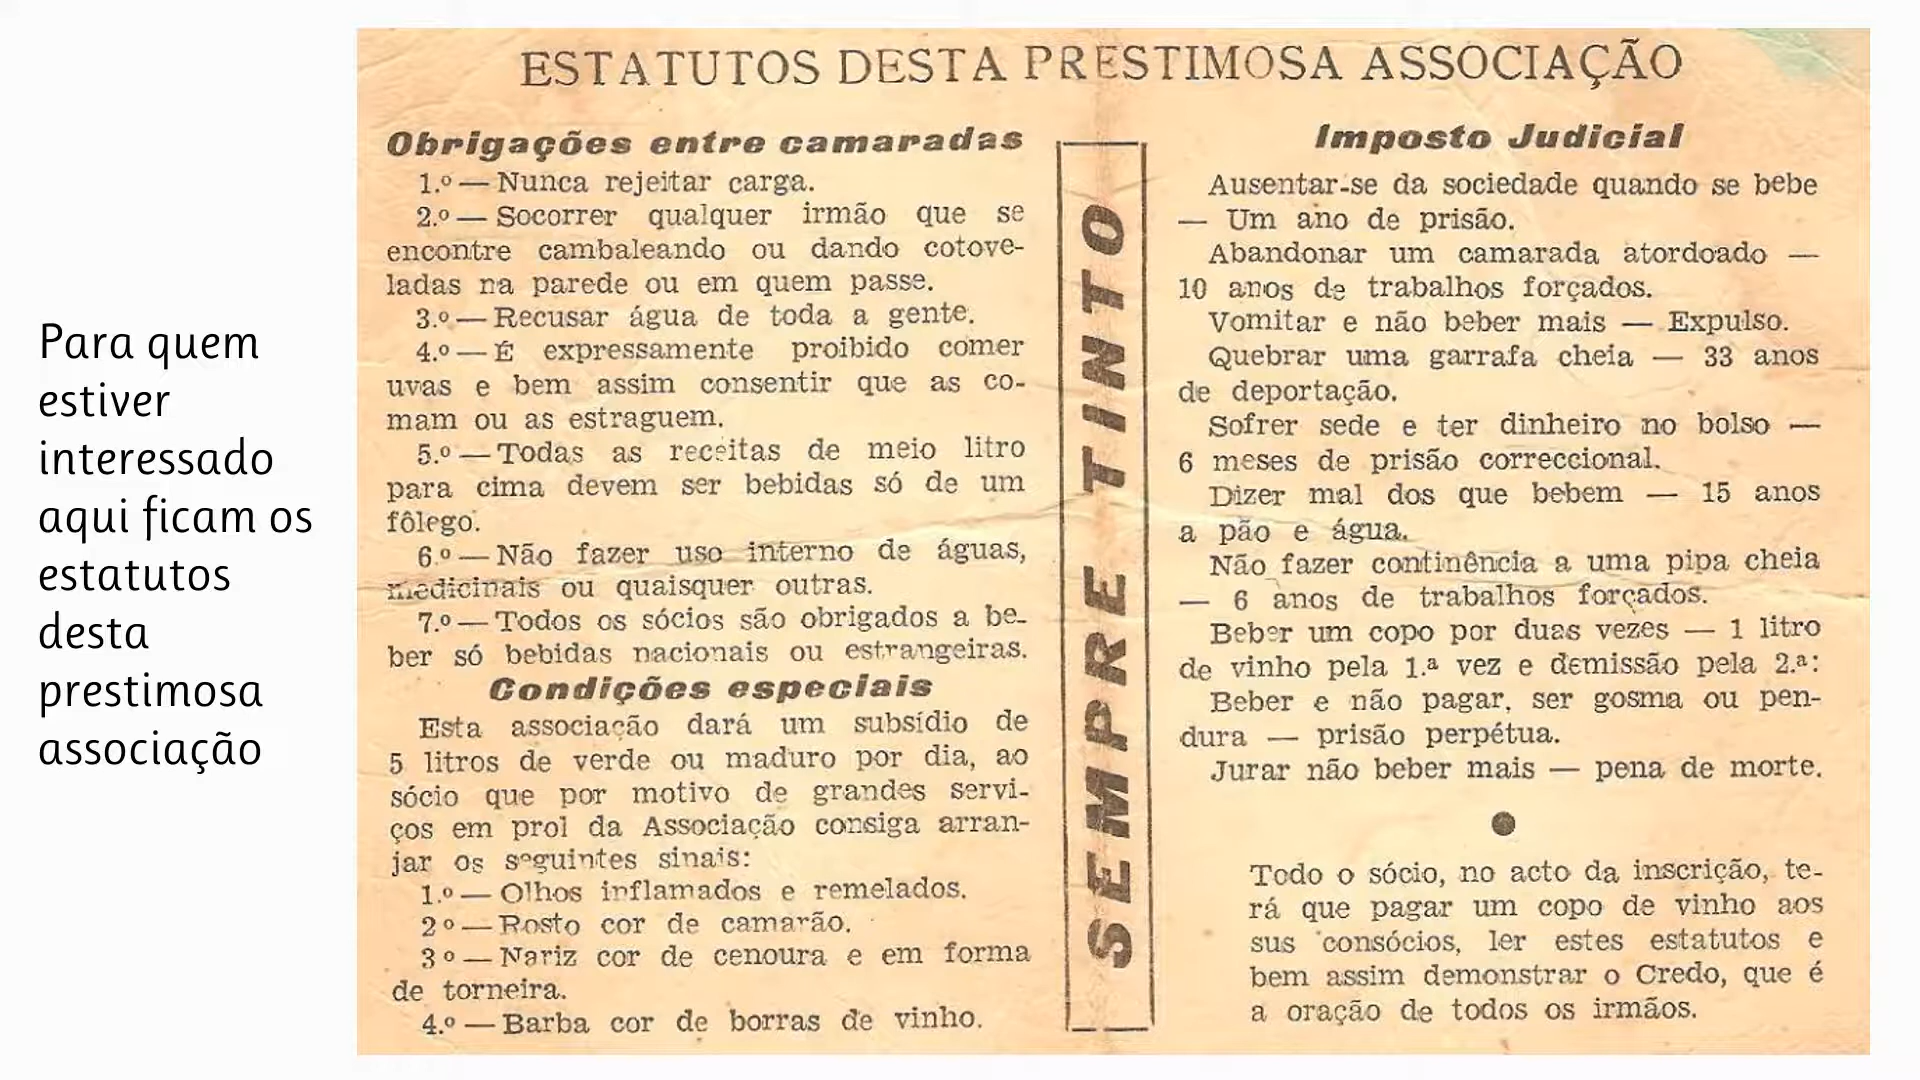 Para quem
estiver
interessado
aqui ficam os
estatutos
desta
prestimosa
associação
ESTATUTOS DESTA PRESTIMOSA ASSOCIAÇÃO
Obrigações entre camaradas
1.º — Nunca rejeitar carga.
2.º — Socorrer qualquer irmão que se
encontre cambaleando ou dando cotove-
ladas na parede ou em quem passe.
3.º — Recusar água de toda a gente.
4.º — É expressamente proibido comer
uvas e bem assim consentir que as co-
mam ou as estraguem.
5.º — Todas as receitas de meio litro
para cima devem ser bebidas só de um
fôlego.
6.º — Não fazer uso interno de águas,
medicinais ou quaisquer outras.
7.º — Todos os sócios são obrigados a be-
ber só bebidas nacionais ou estrangeiras.
Condições especiais
Esta associação dará um subsídio de
5 litros de verde ou maduro por dia, ao
sócio que por motivo de grandes servi-
ços em prol da Associação consiga arran-
jar os seguintes sinais:
1.º — Olhos inflamados e remelados.
2º — Rosto cor de camarão.
3º — Nariz cor de cenoura e em forma
de torneira.
4.º — Barba cor de borras de vinho.
SEMPRE TINTO
Imposto Judicial
Ausentar-se da sociedade quando se bebe
— Um ano de prisão.
Abandonar um camarada atordoado —
10 anos de trabalhos forçados.
Vomitar e não beber mais — Expulso.
Quebrar uma garrafa cheia — 33 anos
de deportação.
Sofrer sede e ter dinheiro no bolso —
6 meses de prisão correccional.
Dizer mal dos que bebem — 15 anos
a pão e água.
Não fazer continência a uma pipa cheia
— 6 anos de trabalhos forçados.
Beber um copo por duas vezes — 1 litro
de vinho pela 1.ª vez e demissão pela 2.ª:
Beber e não pagar, ser gosma ou pen-
dura — prisão perpétua.
Jurar não beber mais — pena de morte.
Todo o sócio, no acto da inscrição, te-
rá que pagar um copo de vinho aos
sus consócios, ler estes estatutos e
bem assim demonstrar o Credo, que é
a oração de todos os irmãos.